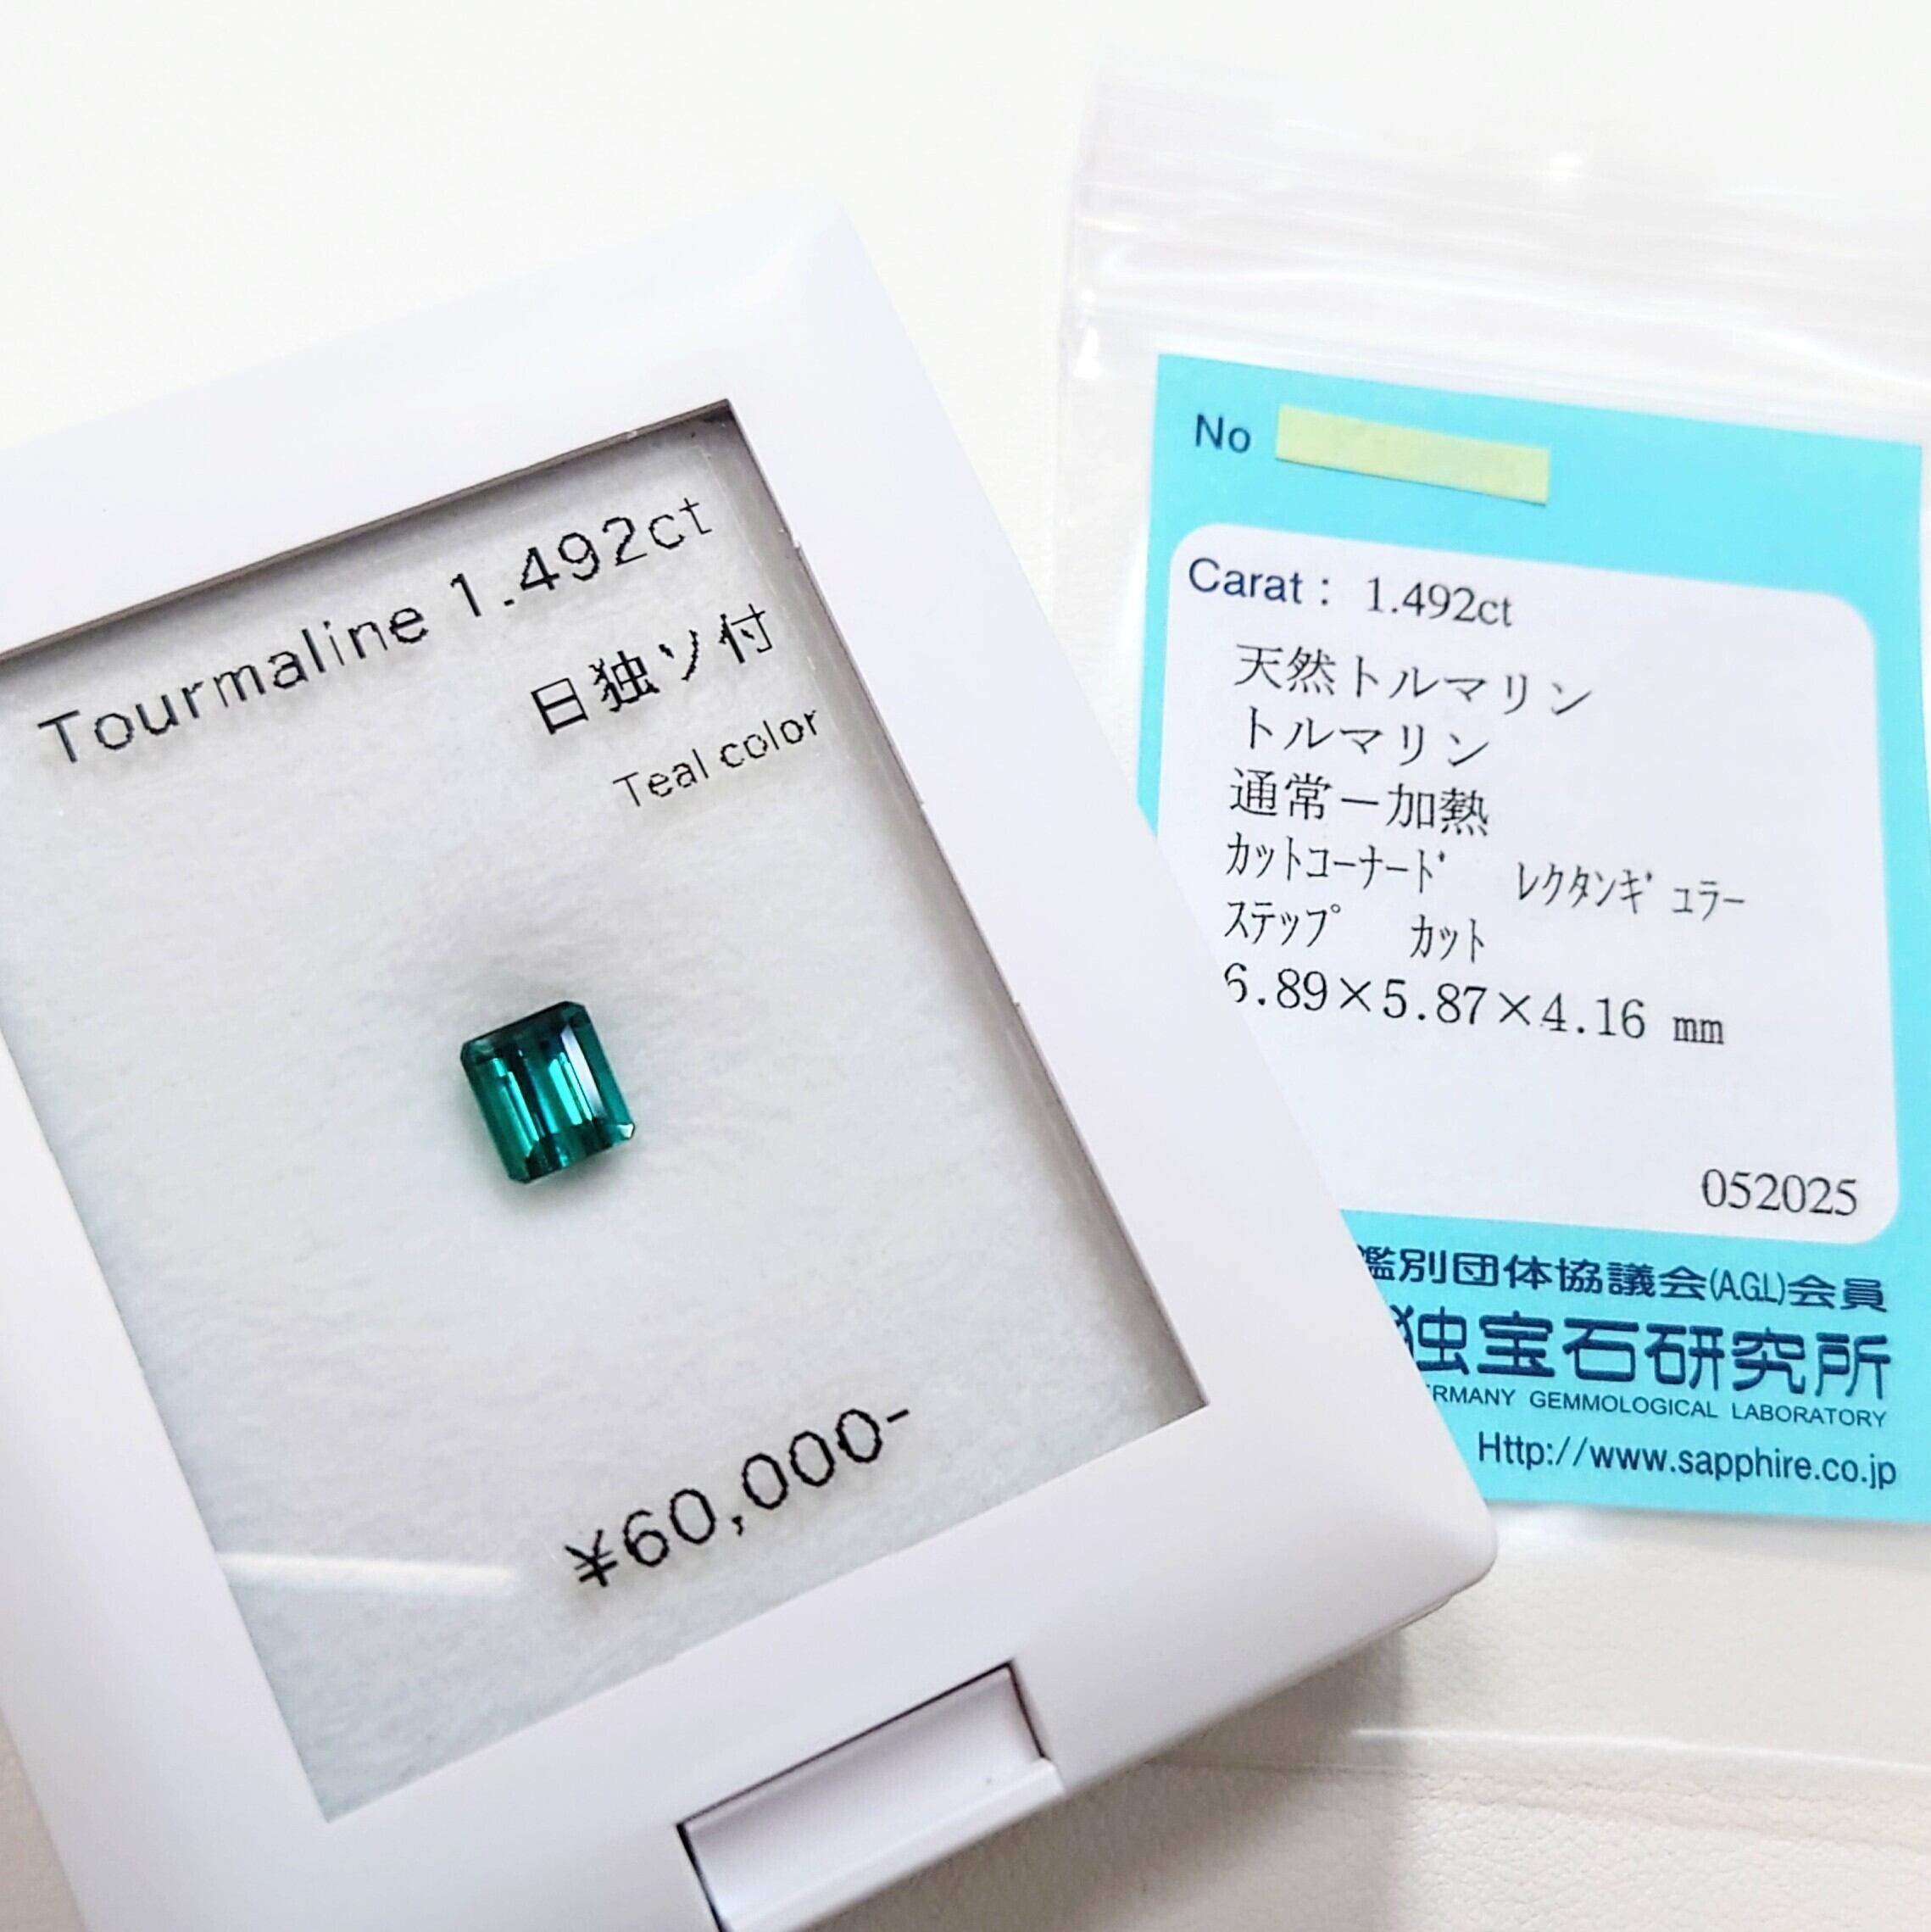 Tourmaline 1.492ct
日独ソ付
Teal color
¥60,000-
No
Carat : 1.492ct
天然トルマリン
トルマリン
通常－加熱
ｶｯﾄｺｰﾅｰﾄﾞ ﾚｸﾀﾝｷﾞｭﾗｰ
ｽﾃｯﾌﾟ ｶｯﾄ
6.89×5.87×4.16 mm
052025
鑑別団体協議会(AGL)会員
独宝石研究所
RMANY GEMMOLOGICAL LABORATORY
Http://www.sapphire.co.jp